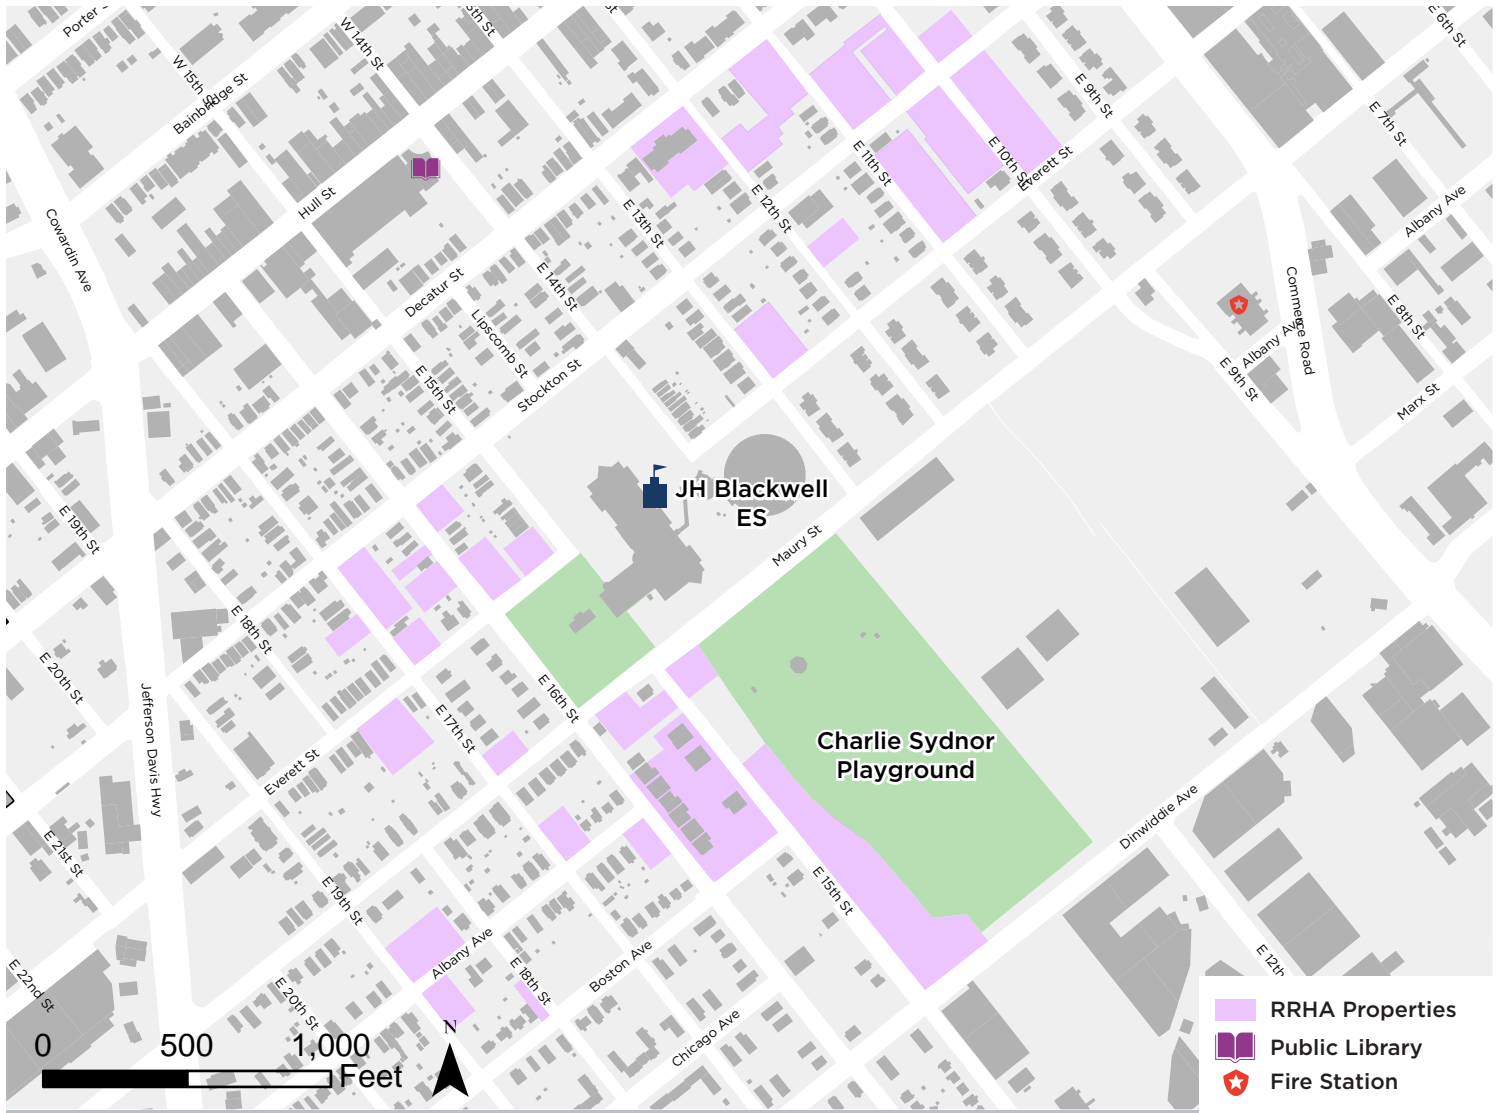 Porter S
W 15th St
Bainbridge St
W 14th St
5th St
St
E 6th St
E 9th St
E 7th St
Hull St
E 10th St
Everett St
E 11th St
E 12th St
E 13th St
Albany Ave
Cowardin Ave
Decatur St
E 14th St
Lipscomb St
Commerce Road
E 8th St
Albany Ave
E 15th St
Stockton St
E 9th St
Marx St
JH Blackwell
ES
Maury St
E 19th St
E 18th St
E 20th St
E 16th St
E 17th St
Jefferson Davis Hwy
Everett St
Charlie Sydnor
Playground
Dinwiddie Ave
E 21st St
E 19th St
E 15th St
Albany Ave
E 18th St
Boston Ave
E 12th
E 22nd St
E 20th St
Chicago Ave
N
0 500 1,000
Feet
RRHA Properties
Public Library
Fire Station